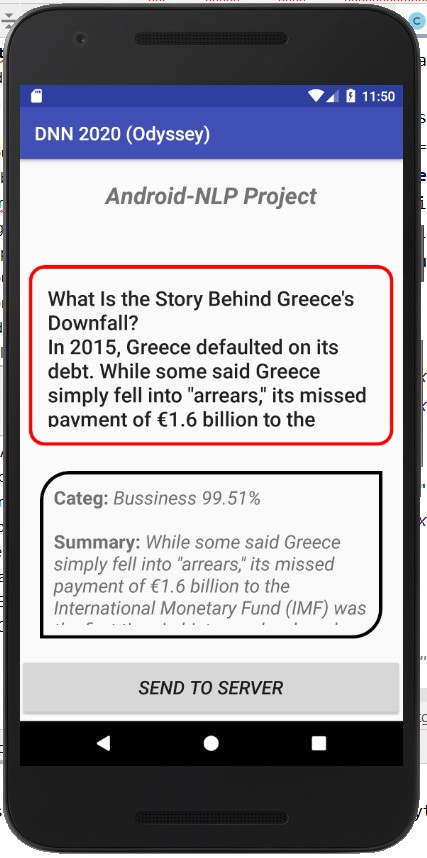 11:50
DNN 2020 (Odyssey)
Android-NLP Project
What Is the Story Behind Greece's
Downfall?
In 2015, Greece defaulted on its
debt. While some said Greece
simply fell into "arrears," its missed
payment of €1.6 billion to the
Categ: Bussiness 99.51%
Summary: While some said Greece
simply fell into "arrears," its missed
payment of €1.6 billion to the
International Monetary Fund (IMF) was
SEND TO SERVER